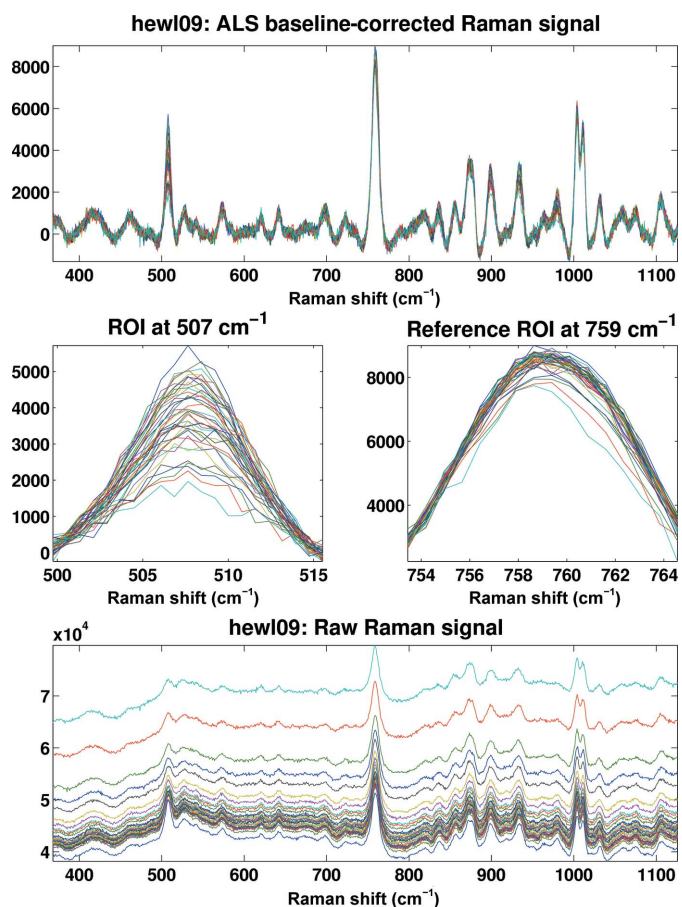 hewl09: ALS baseline-corrected Raman signal
8000
6000
4000
2000
0
400 500 600 700 800 900 1000 1100
Raman shift (cm⁻¹)
ROI at 507 cm⁻¹
5000
4000
3000
2000
1000
0
500 505 510 515
Raman shift (cm⁻¹)
Reference ROI at 759 cm⁻¹
8000
6000
4000
754 756 758 760 762 764
Raman shift (cm⁻¹)
hewl09: Raw Raman signal
x10⁴
7
6
5
4
400 500 600 700 800 900 1000 1100
Raman shift (cm⁻¹)